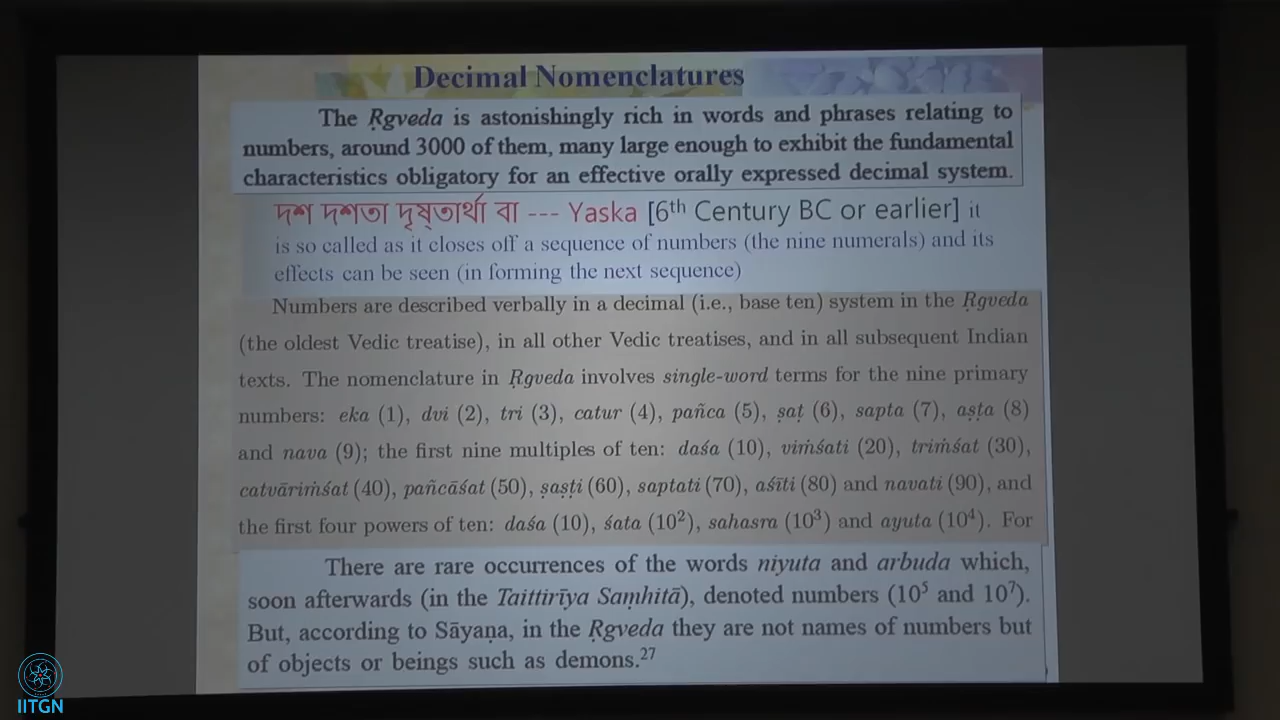 Decimal Nomenclatures
The Ṛgveda is astonishingly rich in words and phrases relating to
numbers, around 3000 of them, many large enough to exhibit the fundamental
characteristics obligatory for an effective orally expressed decimal system.
দশ দশতা দৃষ্তার্থা বা --- Yaska [6th Century BC or earlier] it
is so called as it closes off a sequence of numbers (the nine numerals) and its
effects can be seen (in forming the next sequence)
Numbers are described verbally in a decimal (i.e., base ten) system in the Ṛgveda
(the oldest Vedic treatise), in all other Vedic treatises, and in all subsequent Indian
texts. The nomenclature in Ṛgveda involves single-word terms for the nine primary
numbers: eka (1), dvi (2), tri (3), catur (4), pañca (5), ṣaṭ (6), sapta (7), aṣṭa (8)
and nava (9); the first nine multiples of ten: daśa (10), viṁśati (20), triṁśat (30),
catvāriṁśat (40), pañcāśat (50), ṣaṣṭi (60), saptati (70), aśīti (80) and navati (90), and
the first four powers of ten: daśa (10), śata (10²), sahasra (10³) and ayuta (10⁴). For
There are rare occurrences of the words niyuta and arbuda which,
soon afterwards (in the Taittirīya Saṃhitā), denoted numbers (10⁵ and 10⁷).
But, according to Sāyaṇa, in the Ṛgveda they are not names of numbers but
of objects or beings such as demons.²⁷
IITGN